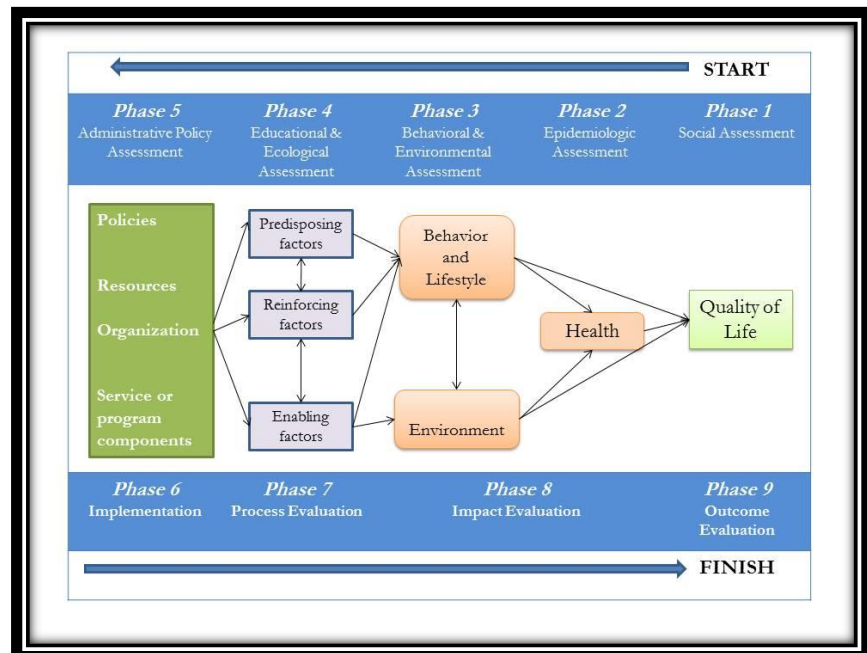 START
Phase 5
Administrative Policy
Assessment
Phase 4
Educational &
Ecological
Assessment
Phase 3
Behavioral &
Environmental
Assessment
Phase 2
Epidemiologic
Assessment
Phase 1
Social Assessment
Policies
Resources
Organization
Service or
program
components
Predisposing
factors
Reinforcing
factors
Enabling
factors
Behavior
and
Lifestyle
Environment
Health
Quality of
Life
Phase 6
Implementation
Phase 7
Process Evaluation
Phase 8
Impact Evaluation
Phase 9
Outcome
Evaluation
FINISH